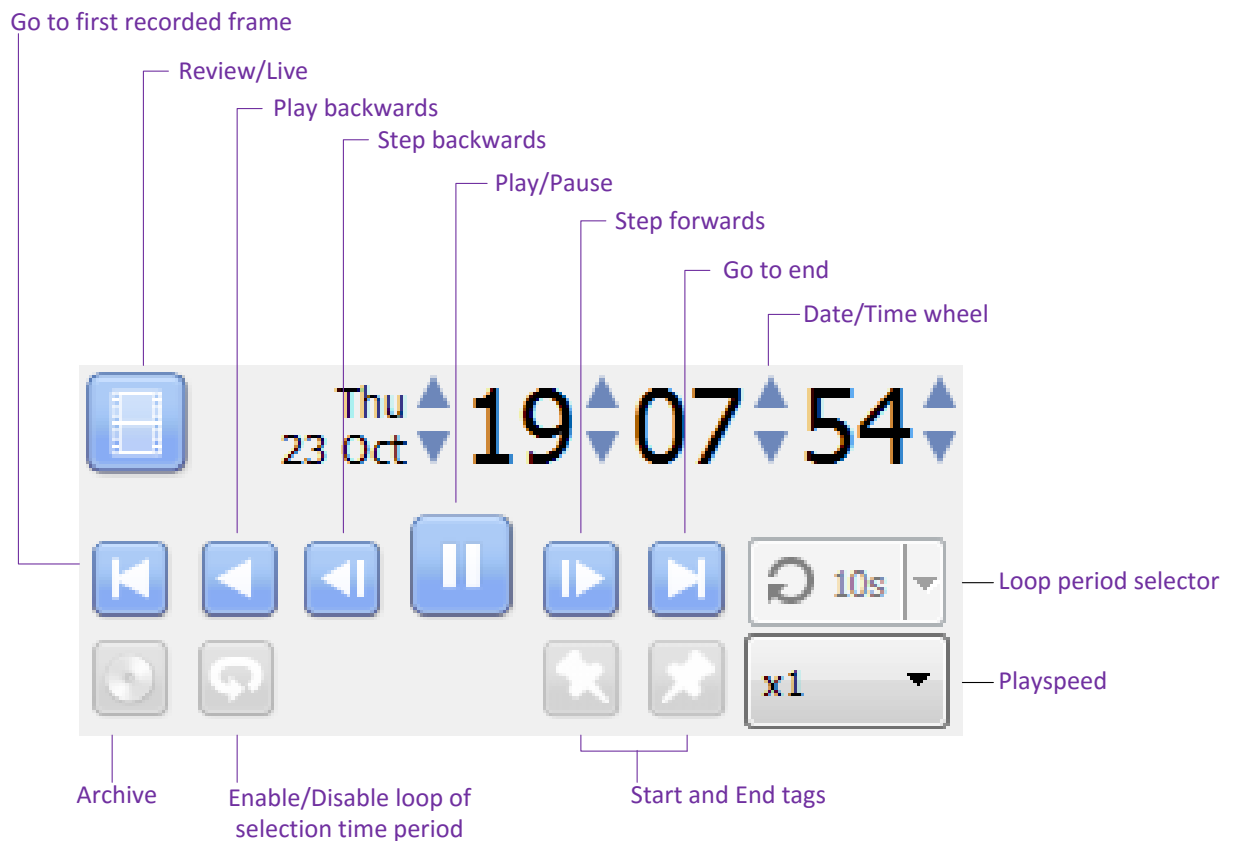 Go to first recorded frame
Review/Live
Play backwards
Step backwards
Play/Pause
Step forwards
Go to end
Date/Time wheel
Thu
23 Oct
19 07 54
10s
Loop period selector
x1
Playspeed
Archive
Enable/Disable loop of
selection time period
Start and End tags